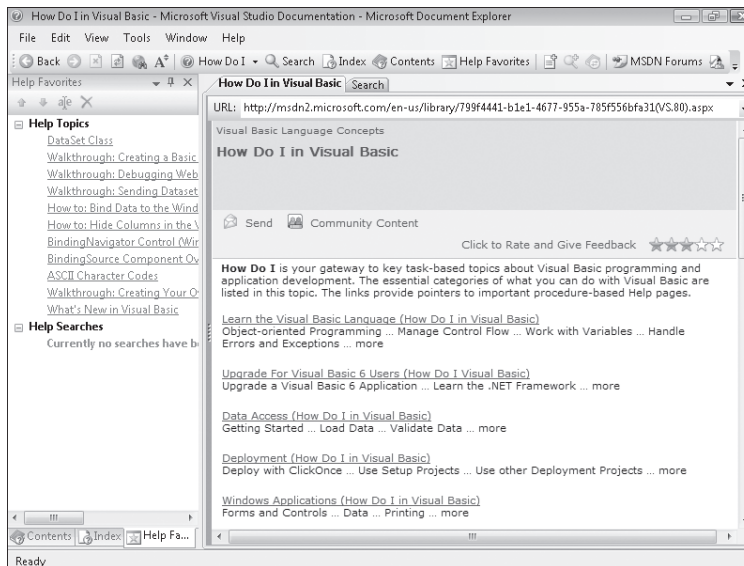 How Do I in Visual Basic - Microsoft Visual Studio Documentation - Microsoft Document Explorer
File Edit View Tools Window Help
Back How Do I Search Index Contents Help Favorites MSDN Forums
Help Favorites
Help Topics
DataSet Class
Walkthrough: Creating a Basic
Walkthrough: Debugging Web
Walkthrough: Sending Dataset
How to: Bind Data to the Wind
How to: Hide Columns in the
BindingNavigator Control (Wir
BindingSource Component Ov
ASCII Character Codes
Walkthrough: Creating Your O
What's New in Visual Basic
Help Searches
Currently no searches have b
Contents Index Help Fa...
How Do I in Visual Basic Search
URL: http://msdn2.microsoft.com/en-us/library/799f4441-b1e1-4677-955a-785f556bfa31(VS.80).aspx
Visual Basic Language Concepts
How Do I in Visual Basic
Send Community Content
Click to Rate and Give Feedback
How Do I is your gateway to key task-based topics about Visual Basic programming and
application development. The essential categories of what you can do with Visual Basic are
listed in this topic. The links provide pointers to important procedure-based Help pages.
Learn the Visual Basic Language (How Do I in Visual Basic)
Object-oriented Programming ... Manage Control Flow ... Work with Variables ... Handle
Errors and Exceptions ... more
Upgrade For Visual Basic 6 Users (How Do I Visual Basic)
Upgrade a Visual Basic 6 Application ... Learn the .NET Framework ... more
Data Access (How Do I in Visual Basic)
Getting Started ... Load Data ... Validate Data ... more
Deployment (How Do I in Visual Basic)
Deploy with ClickOnce ... Use Setup Projects ... Use other Deployment Projects ... more
Windows Applications (How Do I in Visual Basic)
Forms and Controls ... Data ... Printing ... more
Ready